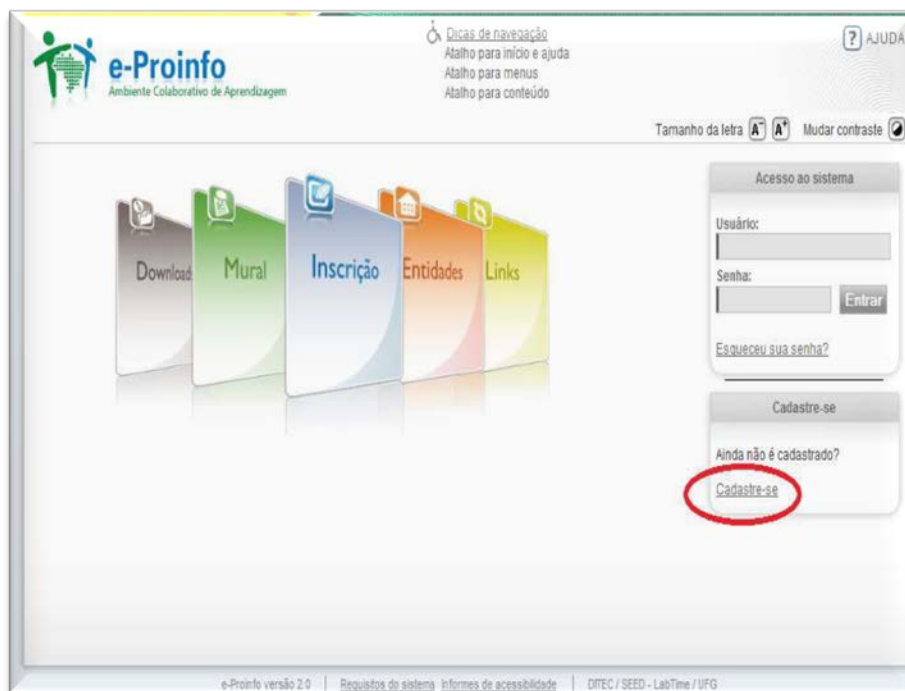 Dicas de navegação
Atalho para início e ajuda
Atalho para menus
Atalho para conteúdo
? AJUDA
e-Proinfo
Ambiente Colaborativo de Aprendizagem
Tamanho da letra A- A+ Mudar contraste
Download
Mural
Inscrição
Entidades
Links
Acesso ao sistema
Usuário:
Senha:
Entrar
Esqueceu sua senha?
Cadastre-se
Ainda não é cadastrado?
Cadastre-se
e-Proinfo versão 2.0 | Requisitos do sistema Informes de acessibilidade | DITEC / SEED - LabTime / UFG